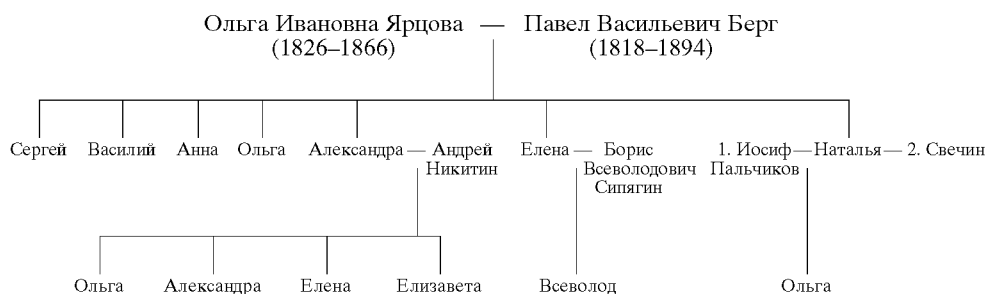 Ольга Ивановна Ярцова — Павел Васильевич Берг
(1826–1866) (1818–1894)
Сергей Василий Анна Ольга Александра — Андрей Елена — Борис 1. Иосиф — Наталья — 2. Свечин
Никитин Всеволодович Пальчиков
Сипягин
Ольга Александра Елена Елизавета Всеволод Ольга